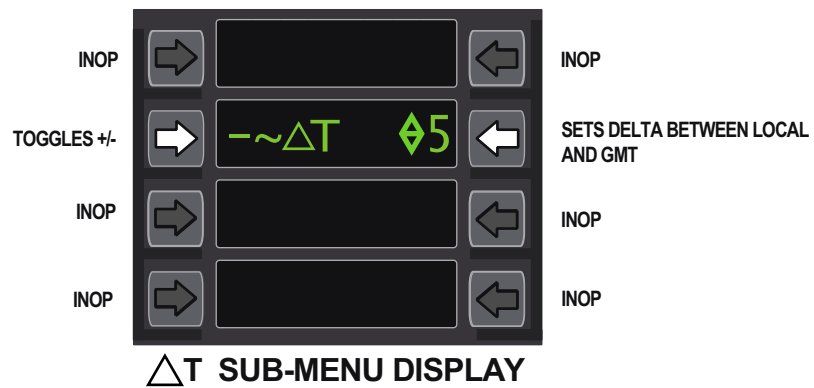 INOP
INOP
TOGGLES +/-
−~△T ⬙5
SETS DELTA BETWEEN LOCAL
AND GMT
INOP
INOP
INOP
INOP
△T SUB-MENU DISPLAY